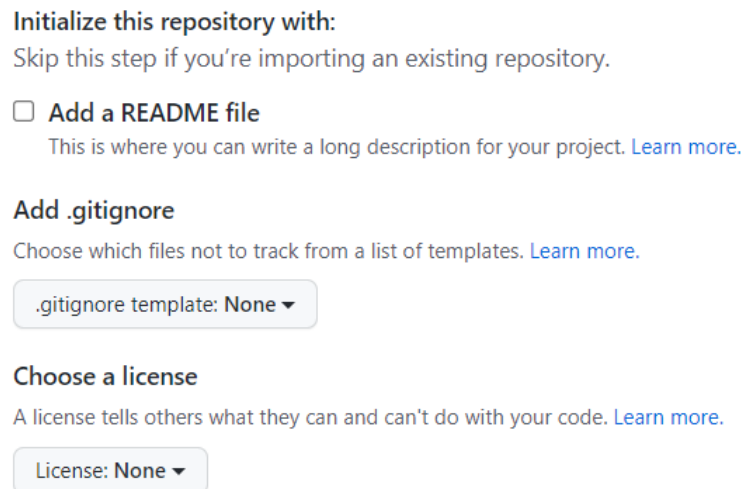 Initialize this repository with:
Skip this step if you're importing an existing repository.
Add a README file
This is where you can write a long description for your project. Learn more.
Add .gitignore
Choose which files not to track from a list of templates. Learn more.
.gitignore template: None
Choose a license
A license tells others what they can and can't do with your code. Learn more.
License: None